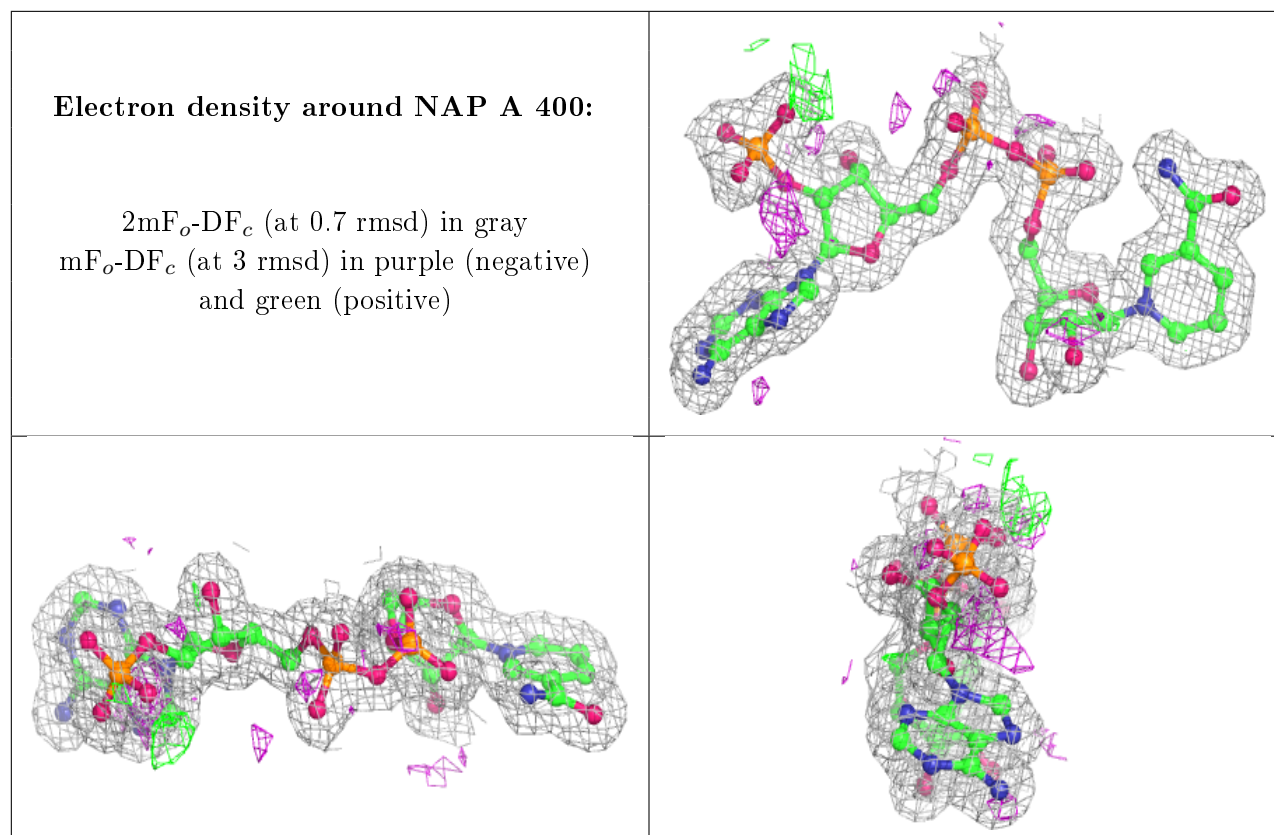 Electron density around NAP A 400:
2mFo-DFc (at 0.7 rmsd) in gray
mFo-DFc (at 3 rmsd) in purple (negative)
and green (positive)